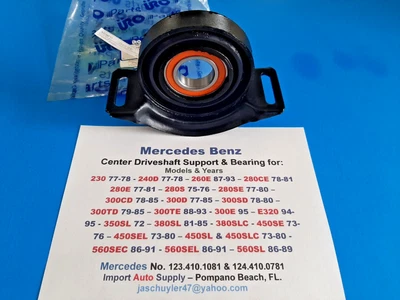 URO
Parts
Mercedes Benz
Center Driveshaft Support & Bearing for:
Models & Years
230 77-78 - 240D 77-78 - 260E 87-93 - 280CE 78-81
280E 77-81 - 280S 75-76 - 280SE 77-80 –
300CD 78-85 - 300D 77-85 – 300SD 78-80 -
300TD 79-85 - 300TE 88-93 - 300E 95 - E320 94-
95 - 350SL 72 - 380SL 81-85 - 380SLC - 450SE 73-
76 – 450SEL 73-80 - 450SL & 450SLC 73-80 -
560SEC 86-91 - 560SEL 86-91 - 560SL 86-89
Mercedes No. 123.410.1081 & 124.410.0781
Import Auto Supply – Pompano Beach, FL.
jaschuyler47@yahoo.com